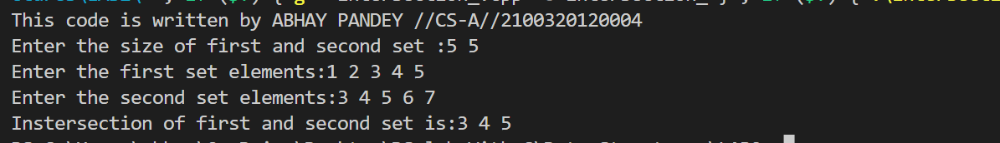 This code is written by ABHAY PANDEY //CS-A//2100320120004
Enter the size of first and second set :5 5
Enter the first set elements:1 2 3 4 5
Enter the second set elements:3 4 5 6 7
Instersection of first and second set is:3 4 5